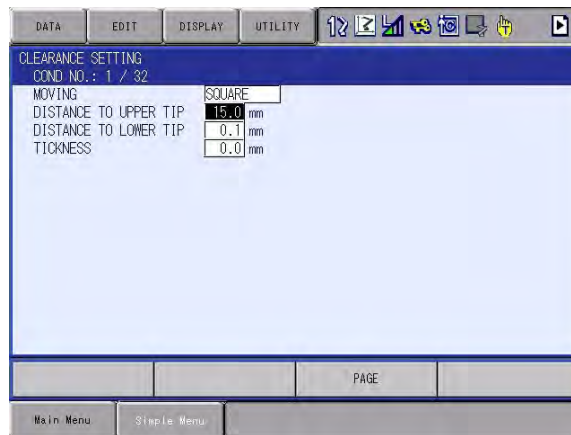 DATA EDIT DISPLAY UTILITY
CLEARANCE SETTING
COND NO.: 1 / 32
MOVING SQUARE
DISTANCE TO UPPER TIP 15.0 mm
DISTANCE TO LOWER TIP 0.1 mm
TICKNESS 0.0 mm
PAGE
Main Menu Simple Menu